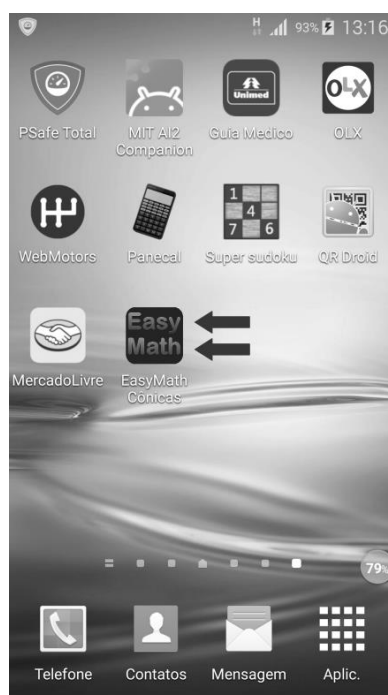 H 93% 13:16
Unimed
OLX
PSafe Total MIT AI2 Companion Guia Medico OLX
1
4
7 6
WebMotors Panecal Super sudoku QR Droid
Easy
Math
MercadoLivre EasyMath Cônicas
79%
Telefone Contatos Mensagem Aplic.